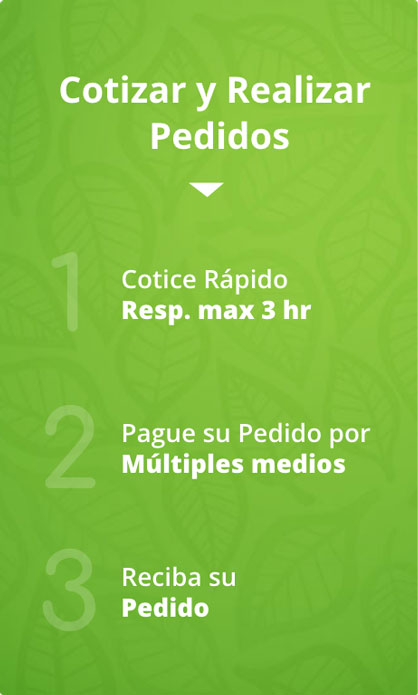 Cotizar y Realizar
Pedidos
1
Cotice Rápido
Resp. max 3 hr
2
Pague su Pedido por
Múltiples medios
3
Reciba su
Pedido